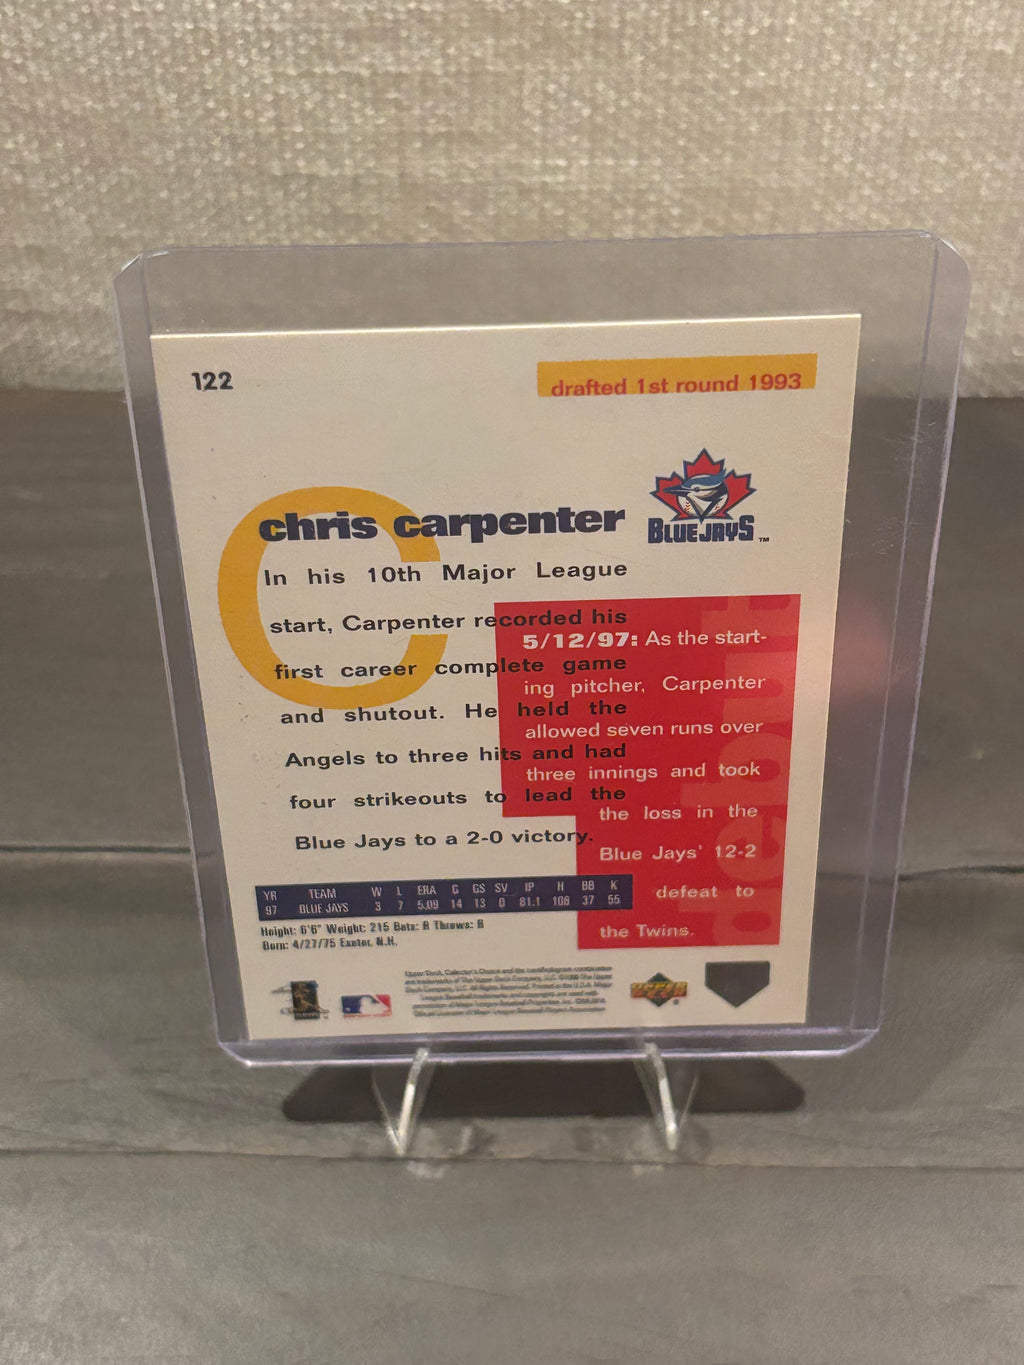 122
drafted 1st round 1993
C
chris carpenter
BLUE JAYS ™
In his 10th Major League
start, Carpenter recorded his
first career complete game
and shutout. He held the
Angels to three hits and had
four strikeouts to lead the
Blue Jays to a 2-0 victory.
debut
5/12/97: As the start-
ing pitcher, Carpenter
allowed seven runs over
three innings and took
the loss in the
Blue Jays' 12-2
defeat to
the Twins.
YR TEAM W L ERA G GS SV IP H BB K
97 BLUE JAYS 3 7 5.09 14 13 0 81.1 108 37 55
Height: 6'6" Weight: 215 Bats: R Throws: R
Born: 4/27/75 Exeter, N.H.
UPPER DECK